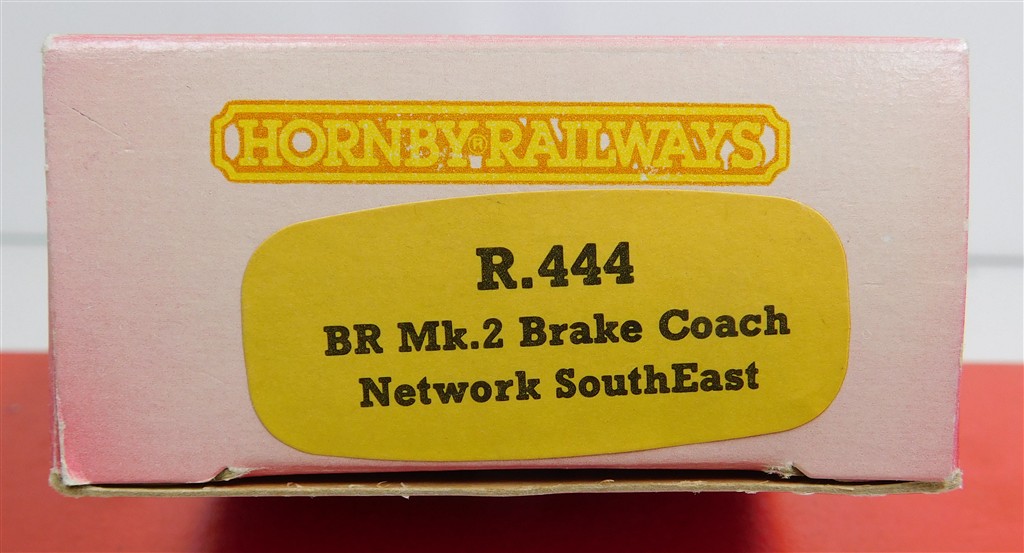 HORNBY® RAILWAYS
R.444
BR Mk.2 Brake Coach
Network SouthEast